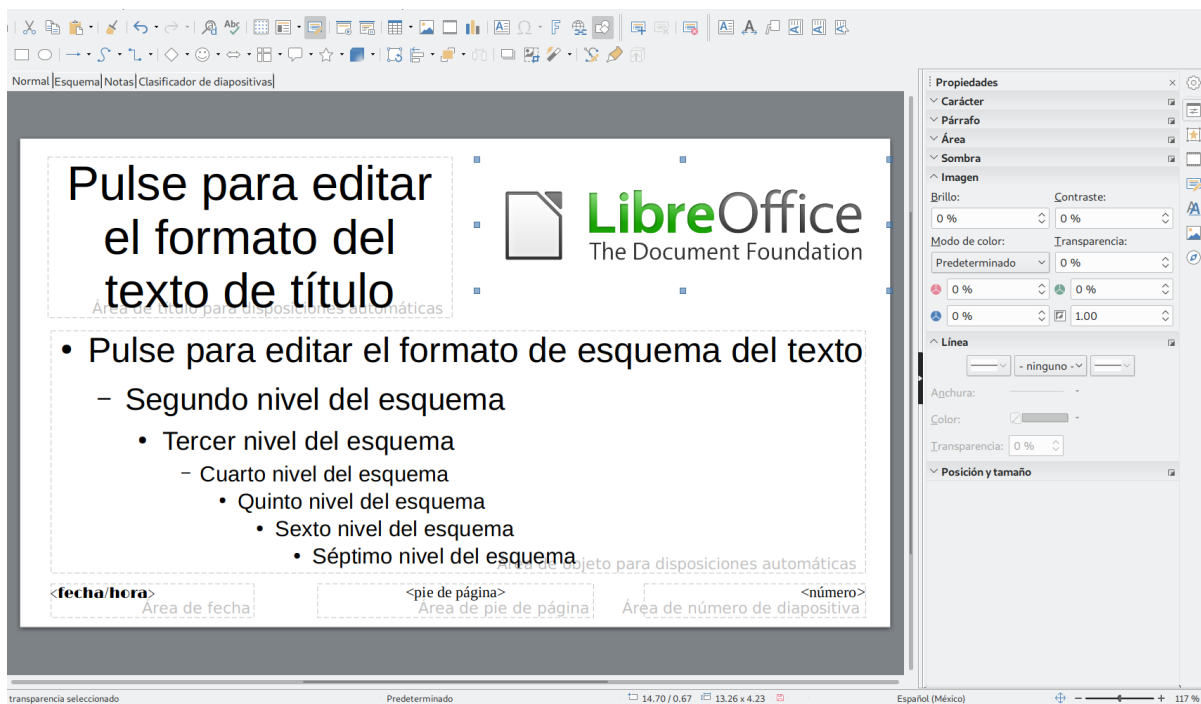 Normal Esquema Notas Clasificador de diapositivas
Pulse para editar
el formato del
texto de título
Área de título para disposiciones automáticas
LibreOffice
The Document Foundation
• Pulse para editar el formato de esquema del texto
– Segundo nivel del esquema
• Tercer nivel del esquema
– Cuarto nivel del esquema
• Quinto nivel del esquema
• Sexto nivel del esquema
• Séptimo nivel del esquema
Área de objeto para disposiciones automáticas
<fecha/hora>
Área de fecha
<pie de página>
Área de pie de página
<número>
Área de número de diapositiva
Propiedades
Carácter
Párrafo
Área
Sombra
Imagen
Brillo: Contraste:
0 % 0 %
Modo de color: Transparencia:
Predeterminado 0 %
0 % 0 %
0 % 1.00
Línea
- ninguno -
Anchura:
Color:
Transparencia: 0 %
Posición y tamaño
transparencia seleccionado Predeterminado 14.70 / 0.67 13.26 x 4.23 Español (México) 117 %